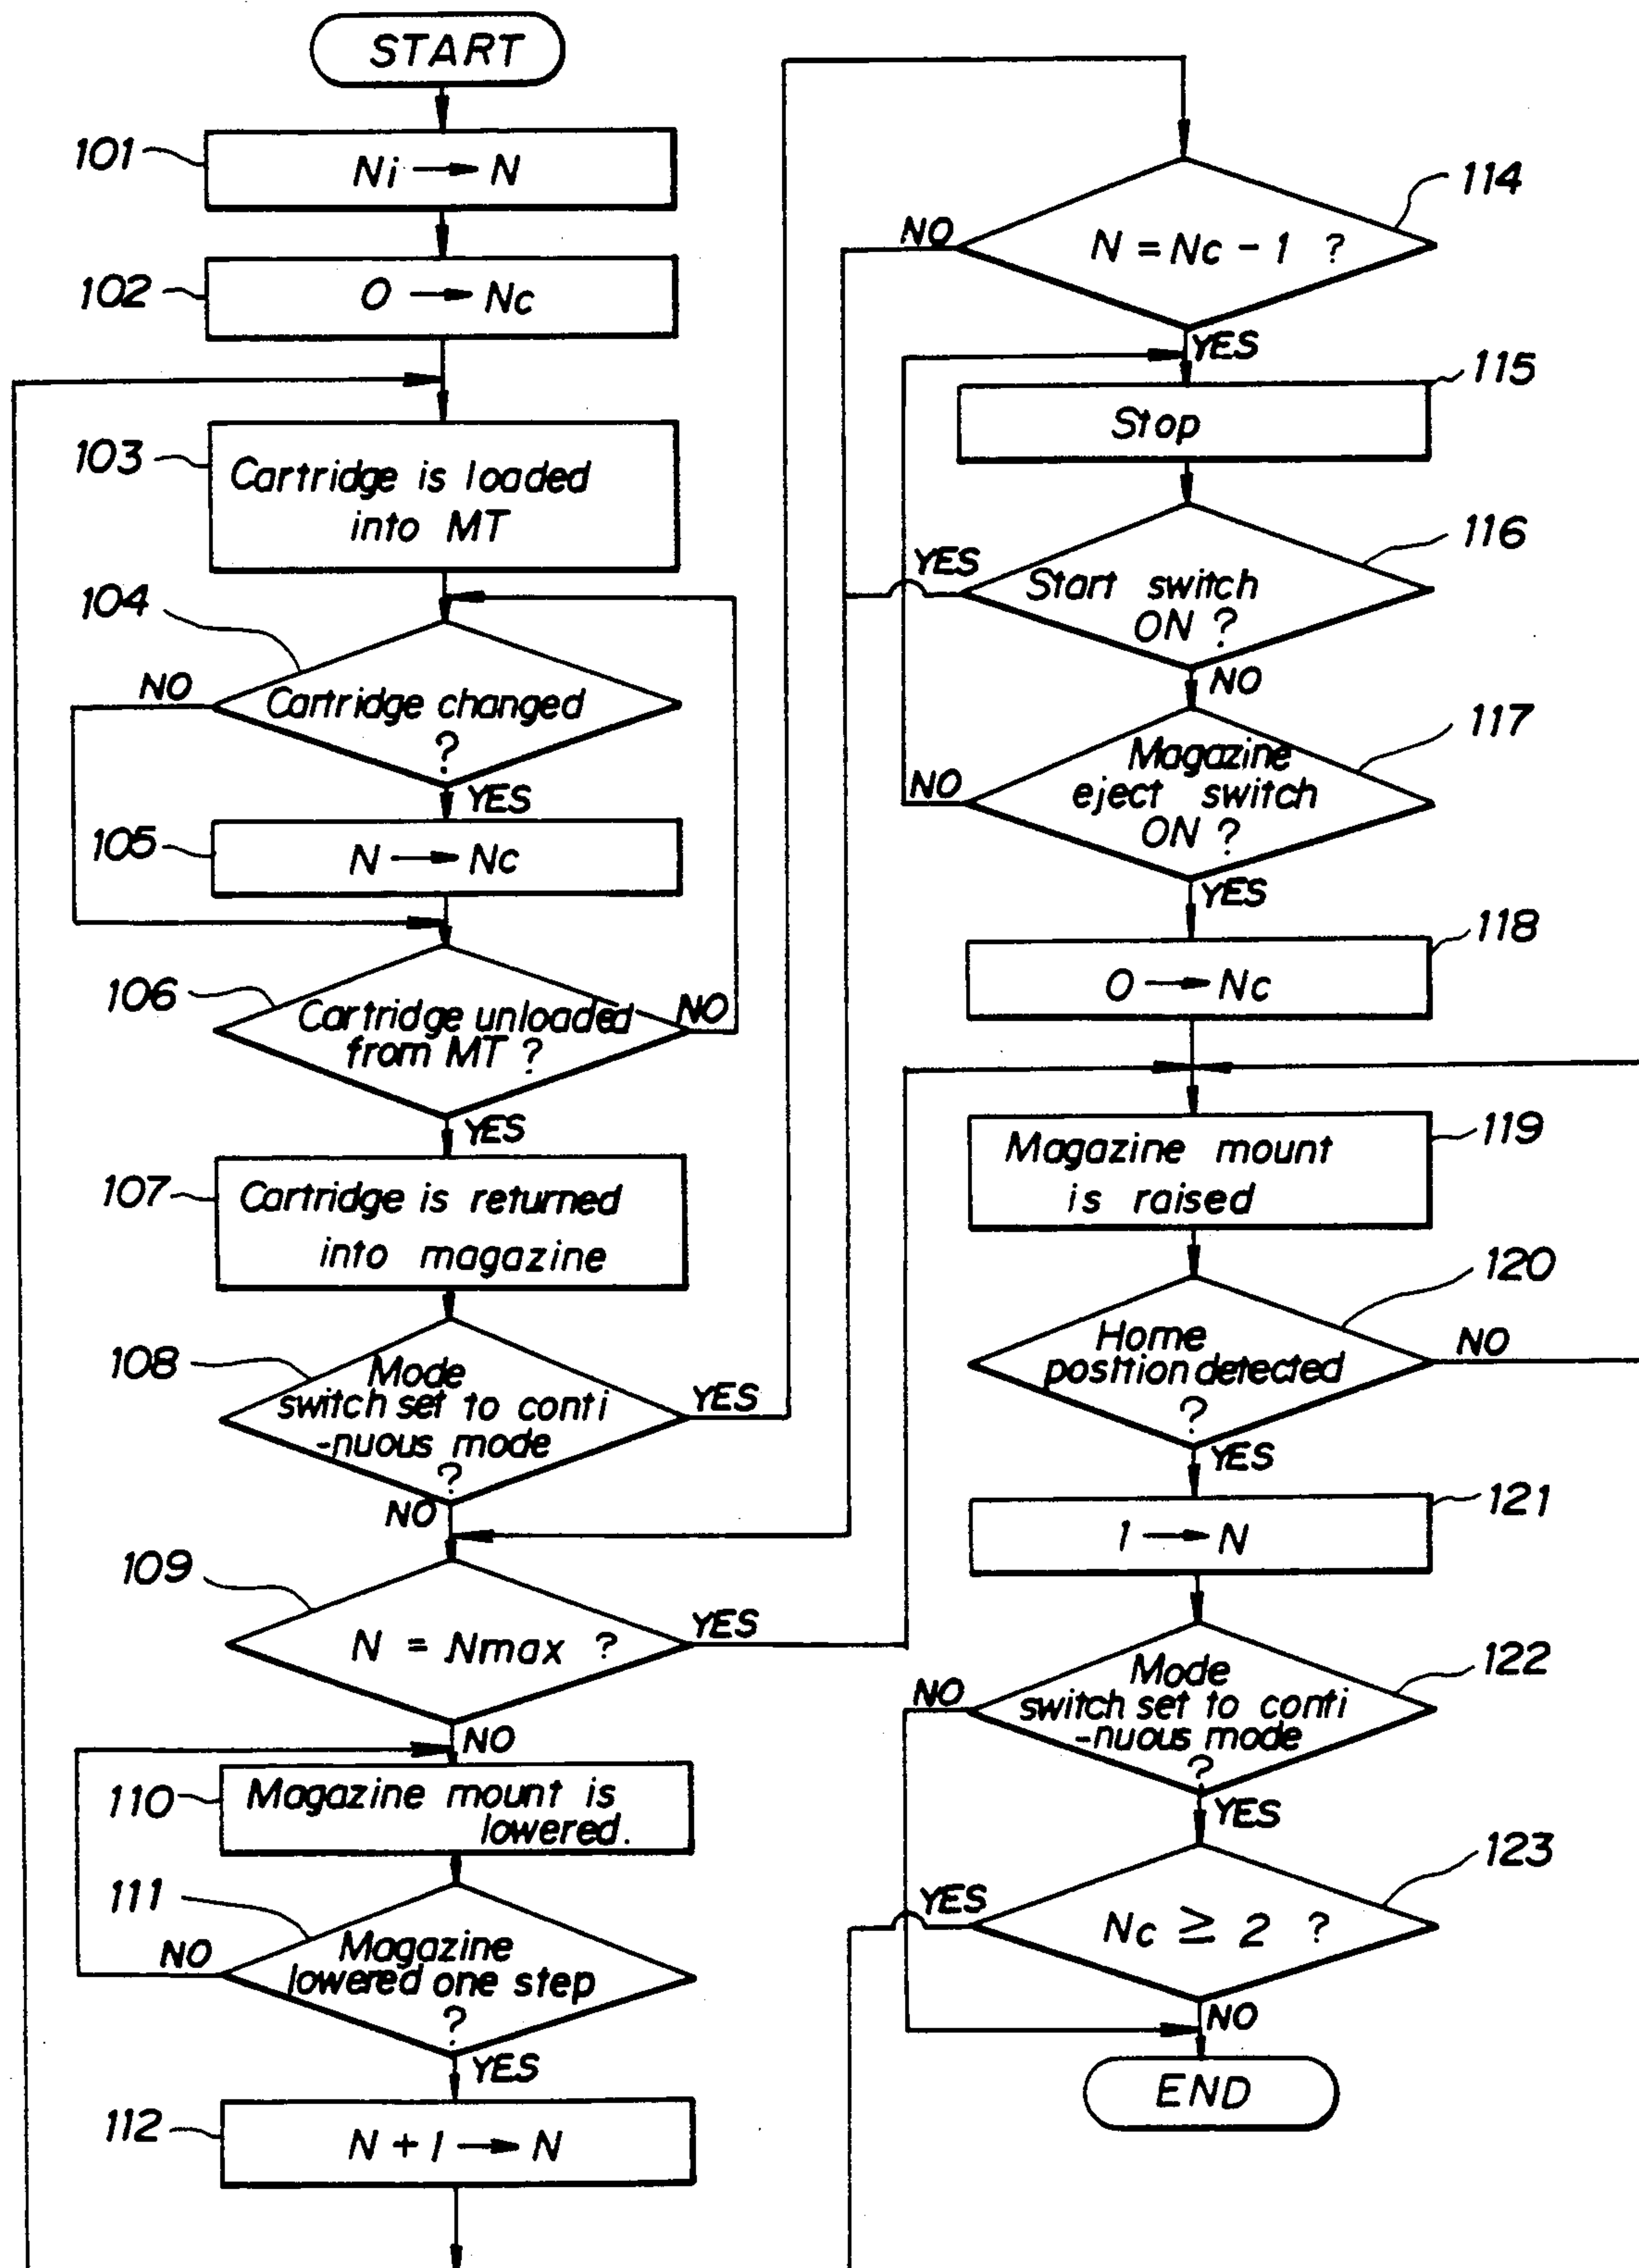 START
101
Ni → N
102
0 → Nc
103
Cartridge is loaded
into MT
104
NO
Cartridge changed
?
YES
105
N → Nc
106
Cartridge unloaded
from MT ?
NO
YES
107
Cartridge is returned
into magazine
108
Mode
switch set to conti
-nuous mode
?
YES
NO
109
N = Nmax ?
YES
NO
110
Magazine mount is
lowered.
111
NO
Magazine
lowered one step
?
YES
112
N + 1 → N
114
NO
N = Nc - 1 ?
YES
115
Stop
116
YES
Start switch
ON ?
NO
117
NO
Magazine
eject switch
ON ?
YES
118
0 → Nc
119
Magazine mount
is raised
120
Home
position detected
?
NO
YES
121
1 → N
122
NO
Mode
switch set to conti
-nuous mode
?
YES
123
YES
Nc ≥ 2 ?
NO
END